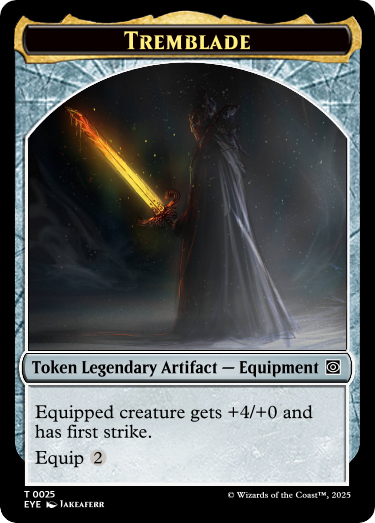 TREMBLADE
Token Legendary Artifact — Equipment
Equipped creature gets +4/+0 and
has first strike.
Equip 2
T 0025
EYE JAKEAFERR
© Wizards of the Coast™, 2025